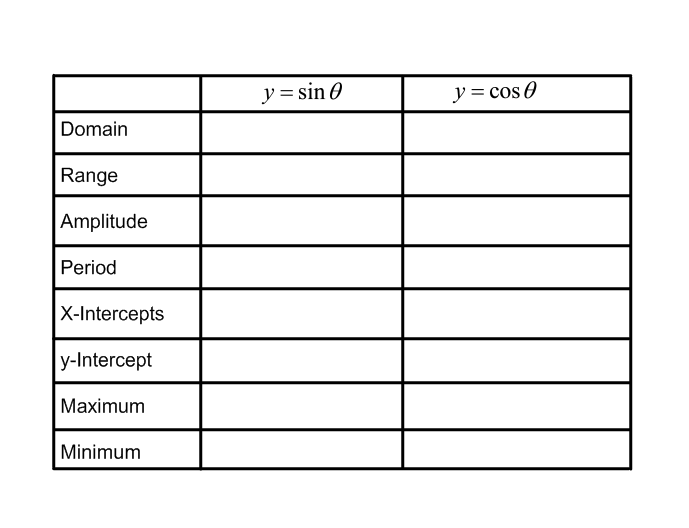 y = sin θ y = cos θ
Domain
Range
Amplitude
Period
X-Intercepts
y-Intercept
Maximum
Minimum